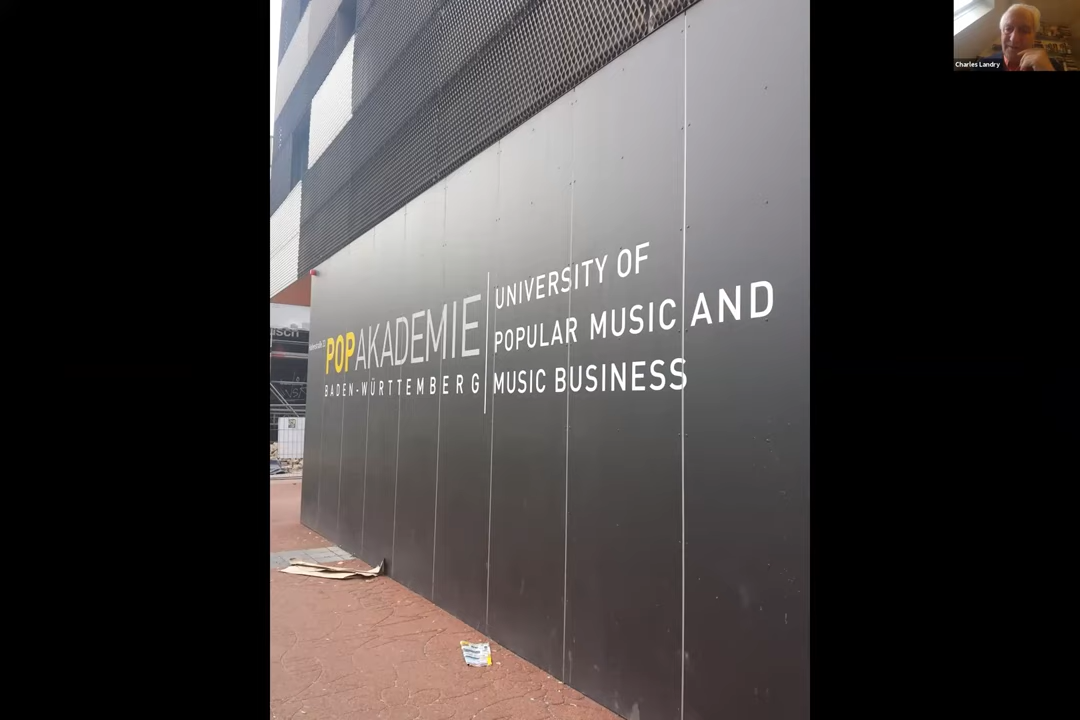 Charles Landry
POPAKADEMIE
BADEN-WÜRTTEMBERG
UNIVERSITY OF
POPULAR MUSIC AND
MUSIC BUSINESS